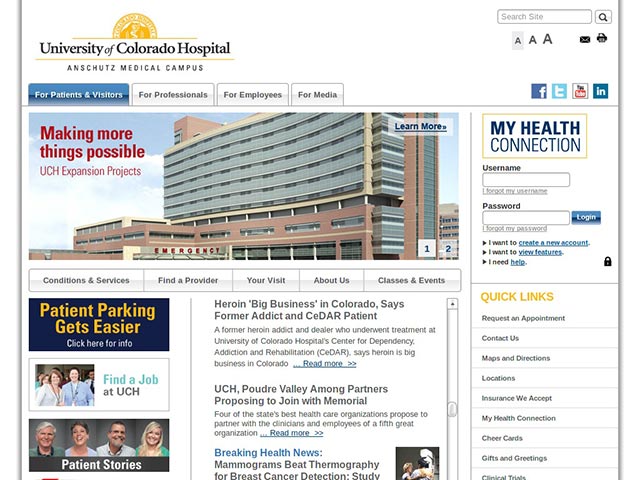 COLORADO HOSPITAL
University of Colorado Hospital
ANSCHUTZ MEDICAL CAMPUS
Search Site
A A A
For Patients & Visitors
For Professionals
For Employees
For Media
You Tube
Making more
things possible
UCH Expansion Projects
Learn More»
EMERGENCY
1 2
MY HEALTH
CONNECTION
Username
I forgot my username
Password
Login
I forgot my password
I want to create a new account.
I want to view features.
I need help.
Conditions & Services
Find a Provider
Your Visit
About Us
Classes & Events
Patient Parking
Gets Easier
Click here for info
Find a Job
at UCH
Patient Stories
Heroin 'Big Business' in Colorado, Says
Former Addict and CeDAR Patient
A former heroin addict and dealer who underwent treatment at
University of Colorado Hospital's Center for Dependency,
Addiction and Rehabilitation (CeDAR), says heroin is big
business in Colorado ... Read more >>
UCH, Poudre Valley Among Partners
Proposing to Join with Memorial
Four of the state's best health care organizations propose to
partner with the clinicians and employees of a fifth great
organization ... Read more >>
Breaking Health News:
Mammograms Beat Thermography
for Breast Cancer Detection: Study
QUICK LINKS
Request an Appointment
Contact Us
Maps and Directions
Locations
Insurance We Accept
My Health Connection
Cheer Cards
Gifts and Greetings
Clinical Trials